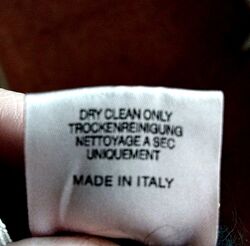 DRY CLEAN ONLY
TROCKENREINIGUNG
NETTOYAGE A SEC
UNIQUEMENT
MADE IN ITALY